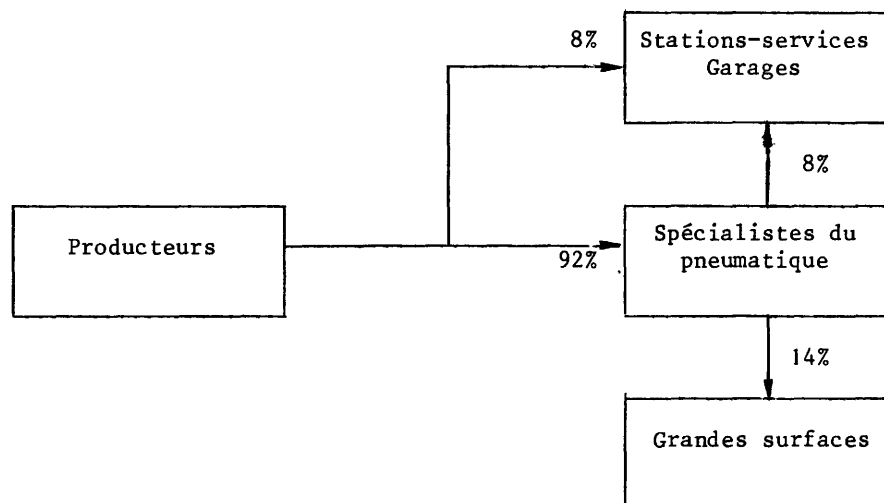 8%
Stations-services
Garages
8%
Producteurs
92%
Spécialistes du
pneumatique
14%
Grandes surfaces